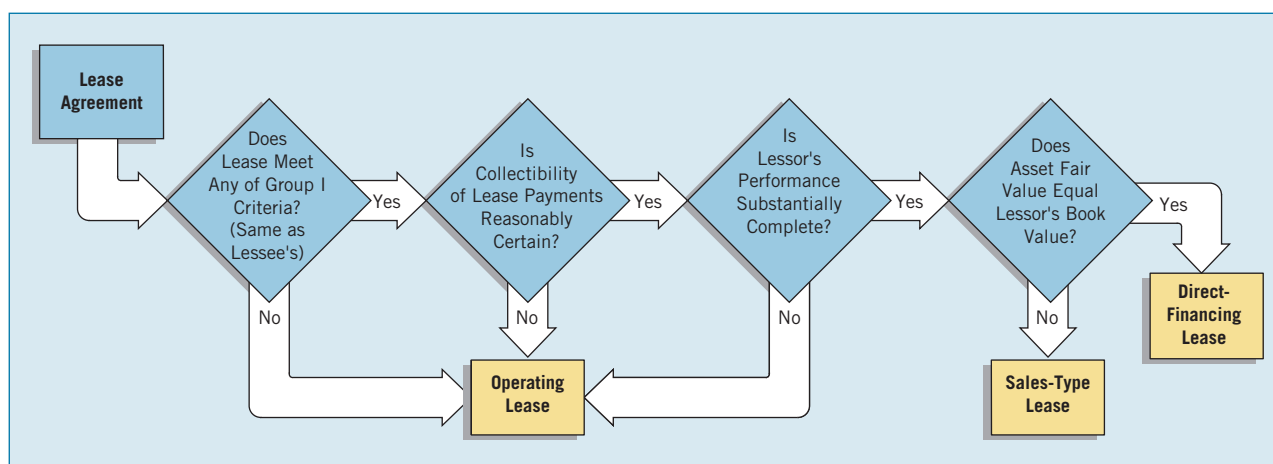 Lease
Agreement
Does
Lease Meet
Any of Group I
Criteria?
(Same as
Lessee's)
Yes
No
Is
Collectibility
of Lease Payments
Reasonably
Certain?
Yes
No
Is
Lessor's
Performance
Substantially
Complete?
Yes
No
Does
Asset Fair
Value Equal
Lessor's Book
Value?
Yes
No
Operating
Lease
Sales-Type
Lease
Direct-
Financing
Lease